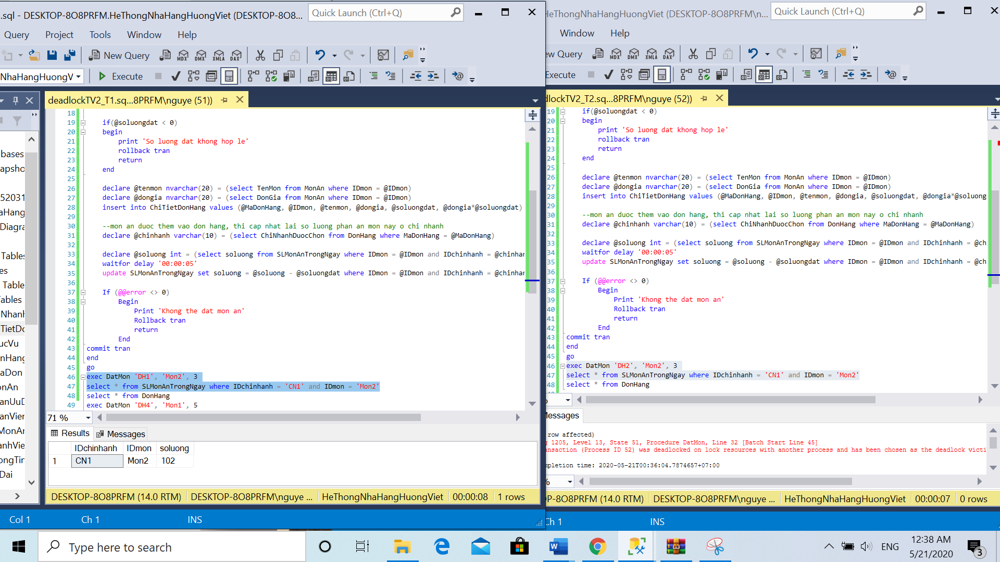 .sql - DESKTOP-8O8PRFM.HeThongNhaHangHuongViet (DESKTOP-8O8...
Quick Launch (Ctrl+Q)
Query Project Tools Window Help
New Query
MDX DMX XMLA DAX
NhaHangHuongV
Execute
deadlockTV2_T1.sq...8PRFM\nguye (51))
bases
apsho
52031
aHang
Diagra
Tables
es
Table
ables
Nhanh
TietDo
ucVu
nHang
aDon
onAn
anUuD
anVien
MonAn
anhVie
ongTin
Dai
18
19 if(@soluongdat < 0)
20 begin
21 print 'So luong dat khong hop le'
22 rollback tran
23 return
24 end
25
26 declare @tenmon nvarchar(20) = (select TenMon from MonAn where IDmon = @IDmon)
27 declare @dongia nvarchar(20) = (select DonGia from MonAn where IDmon = @IDmon)
28 insert into ChiTietDonHang values (@MaDonHang, @IDmon, @tenmon, @dongia, @soluongdat, @dongia*@soluongdat)
29
30 --mon an duoc them vao don hang, thi cap nhat lai so luong phan an mon nay o chi nhanh
31 declare @chinhanh varchar(10) = (select ChiNhanhDuocChon from DonHang where MaDonHang = @MaDonHang)
32
33 declare @soluong int = (select soluong from SLMonAnTrongNgay where IDmon = @IDmon and IDchinhanh = @chinhan
34 waitfor delay '00:00:05'
35 update SLMonAnTrongNgay set soluong = @soluong - @soluongdat where IDmon = @IDmon and IDchinhanh = @chinhan
36
37 If (@@error <> 0)
38 Begin
39 Print 'Khong the dat mon an'
40 Rollback tran
41 return
42 End
43 commit tran
44 end
45 go
46 exec DatMon 'DH1', 'Mon2', 3
47 select * from SLMonAnTrongNgay where IDchinhanh = 'CN1' and IDmon = 'Mon2'
48 select * from DonHang
49 exec DatMon 'DH4', 'Mon1', 5
71 %
Results Messages
IDchinhanh IDmon soluong
1 CN1 Mon2 102
DESKTOP-8O8PRFM (14.0 RTM) DESKTOP-8O8PRFM\nguye ... HeThongNhaHangHuongViet 00:00:08 1 rows
Col 1 Ch 1 INS
HeThongNhaHangHuongViet (DESKTOP-8O8PRFM\n...
Quick Launch (Ctrl+Q)
Window Help
ew Query
MDX DMX XMLA DAX
Execute
dlockTV2_T2.sq...8PRFM\nguye (52))
19 if(@soluongdat < 0)
20 begin
21 print 'So luong dat khong hop le'
22 rollback tran
23 return
24 end
25
26 declare @tenmon nvarchar(20) = (select TenMon from MonAn where IDmon = @IDmon)
27 declare @dongia nvarchar(20) = (select DonGia from MonAn where IDmon = @IDmon)
28 insert into ChiTietDonHang values (@MaDonHang, @IDmon, @tenmon, @dongia, @soluongdat, @dongia*@soluong
29
30 --mon an duoc them vao don hang, thi cap nhat lai so luong phan an mon nay o chi nhanh
31 declare @chinhanh varchar(10) = (select ChiNhanhDuocChon from DonHang where MaDonHang = @MaDonHang)
32
33 declare @soluong int = (select soluong from SLMonAnTrongNgay where IDmon = @IDmon and IDchinhanh = @ch
34 waitfor delay '00:00:05'
35 update SLMonAnTrongNgay set soluong = @soluong - @soluongdat where IDmon = @IDmon and IDchinhanh = @ch
36
37 If (@@error <> 0)
38 Begin
39 Print 'Khong the dat mon an'
40 Rollback tran
41 return
42 End
43 commit tran
44 end
45 go
46 exec DatMon 'DH2', 'Mon2', 3
47 select * from SLMonAnTrongNgay where IDchinhanh = 'CN1' and IDmon = 'Mon2'
48 select * from DonHang
%
Messages
row affected)
g 1205, Level 13, State 51, Procedure DatMon, Line 32 [Batch Start Line 45]
ansaction (Process ID 52) was deadlocked on lock resources with another process and has been chosen as the deadlock victi
mpletion time: 2020-05-21T00:36:04.7874657+07:00
%
P-8O8PRFM (14.0 RTM) DESKTOP-8O8PRFM\nguye ... HeThongNhaHangHuongViet 00:00:07 0 rows
Ch 1 INS
Type here to search
ENG
12:38 AM
5/21/2020
3